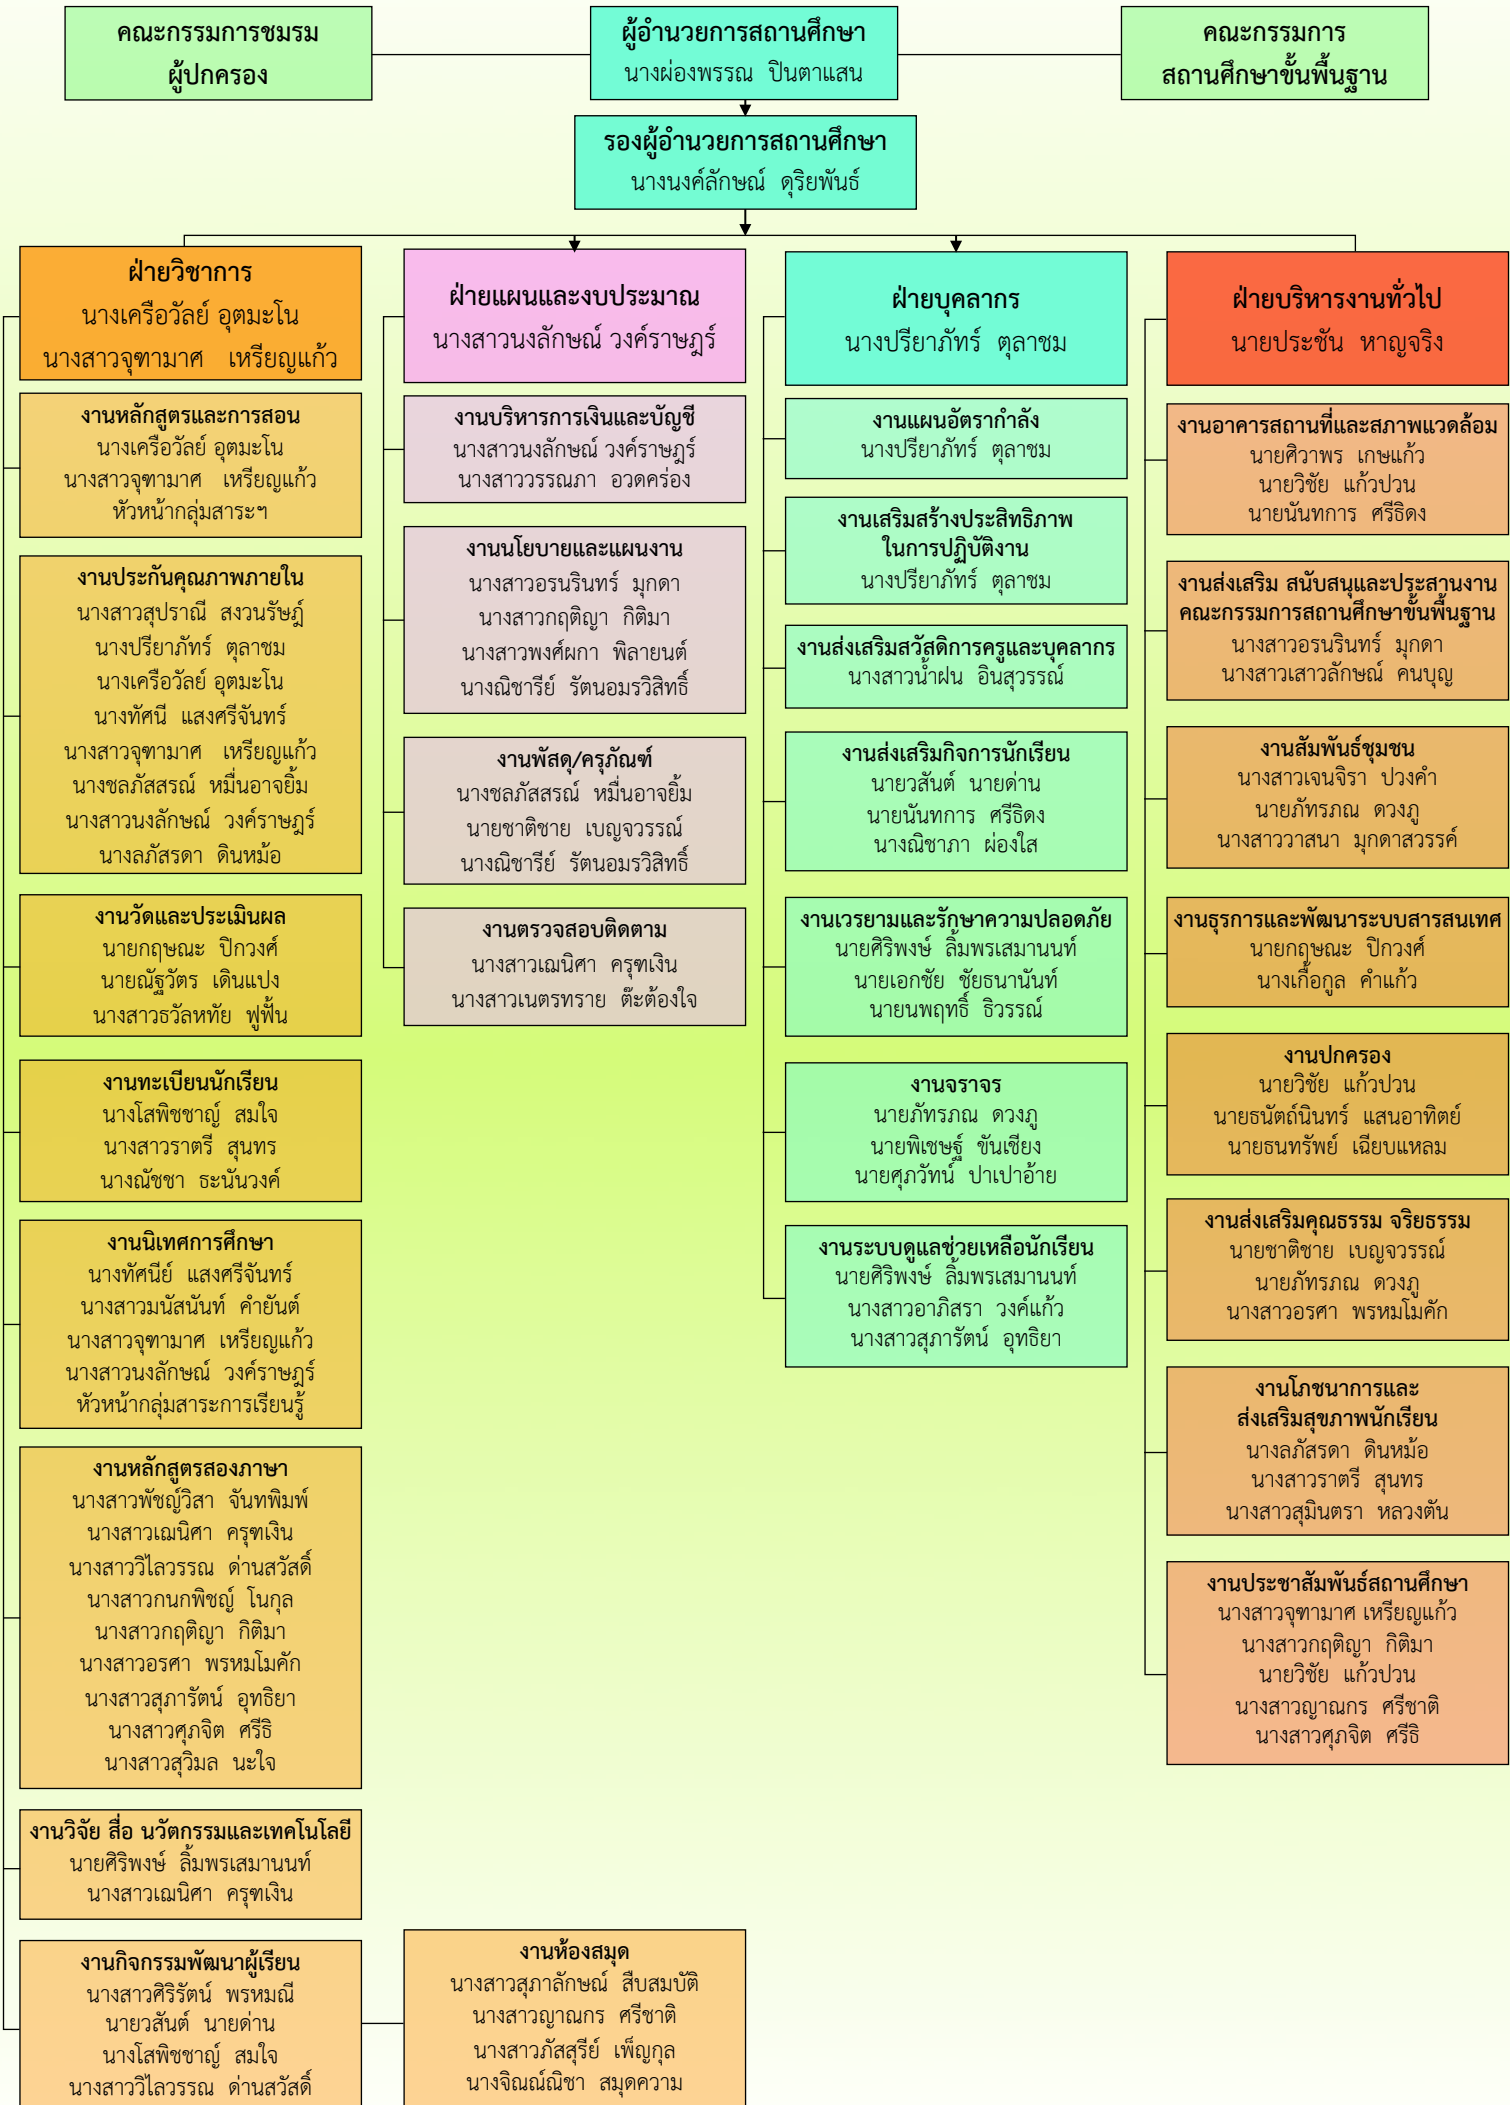 คณะกรรมการชมรม
ผู้ปกครอง
ผู้อำนวยการสถานศึกษา
นางผ่องพรรณ ปินตาแสน
คณะกรรมการ
สถานศึกษาขั้นพื้นฐาน
รองผู้อำนวยการสถานศึกษา
นางนงค์ลักษณ์ ดุริยพันธ์
ฝ่ายวิชาการ
นางเครือวัลย์ อุตมะโน
นางสาวจุฑามาศ เหรียญแก้ว
งานหลักสูตรและการสอน
นางเครือวัลย์ อุตมะโน
นางสาวจุฑามาศ เหรียญแก้ว
หัวหน้ากลุ่มสาระฯ
งานประกันคุณภาพภายใน
นางสาวสุปราณี สงวนรัษฎ์
นางปรียาภัทร์ ตุลาชม
นางเครือวัลย์ อุตมะโน
นางทัศนี แสงศรีจันทร์
นางสาวจุฑามาศ เหรียญแก้ว
นางชลภัสสรณ์ หมื่นอาจยิ้ม
นางสาวนงลักษณ์ วงค์ราษฎร์
นางลภัสรดา ดินหม้อ
งานวัดและประเมินผล
นายกฤษณะ ปิกวงศ์
นายณัฐวัตร เดินแปง
นางสาวธวัลหทัย ฟูฟั้น
งานทะเบียนนักเรียน
นางโสพิชชาญ์ สมใจ
นางสาวราตรี สุนทร
นางณัชชา ธะนันวงค์
งานนิเทศการศึกษา
นางทัศนีย์ แสงศรีจันทร์
นางสาวมนัสนันท์ คำยันต์
นางสาวจุฑามาศ เหรียญแก้ว
นางสาวนงลักษณ์ วงค์ราษฎร์
หัวหน้ากลุ่มสาระการเรียนรู้
งานหลักสูตรสองภาษา
นางสาวพัชญ์วิสา จันทพิมพ์
นางสาวเฌนิศา ครุฑเงิน
นางสาววิไลวรรณ ด่านสวัสดิ์
นางสาวกนกพิชญ์ โนกุล
นางสาวกฤติญา กิติมา
นางสาวอรศา พรหมโมคัก
นางสาวสุภารัตน์ อุทธิยา
นางสาวศุภจิต ศรีธิ
นางสาวสุวิมล นะใจ
งานวิจัย สื่อ นวัตกรรมและเทคโนโลยี
นายศิริพงษ์ ลิ้มพรเสมานนท์
นางสาวเฌนิศา ครุฑเงิน
งานกิจกรรมพัฒนาผู้เรียน
นางสาวศิริรัตน์ พรหมณี
นายวสันต์ นายด่าน
นางโสพิชชาญ์ สมใจ
นางสาววิไลวรรณ ด่านสวัสดิ์
งานห้องสมุด
นางสาวสุภาลักษณ์ สืบสมบัติ
นางสาวญาณกร ศรีชาติ
นางสาวภัสสุรีย์ เพ็ญกุล
นางจิณณ์ณิชา สมุดความ
ฝ่ายแผนและงบประมาณ
นางสาวนงลักษณ์ วงค์ราษฎร์
งานบริหารการเงินและบัญชี
นางสาวนงลักษณ์ วงค์ราษฎร์
นางสาววรรณภา อวดคร่อง
งานนโยบายและแผนงาน
นางสาวอรนรินทร์ มุกดา
นางสาวกฤติญา กิติมา
นางสาวพงศ์ผกา พิลายนต์
นางณิชารีย์ รัตนอมรวิสิทธิ์
งานพัสดุ/ครุภัณฑ์
นางชลภัสสรณ์ หมื่นอาจยิ้ม
นายชาติชาย เบญจวรรณ์
นางณิชารีย์ รัตนอมรวิสิทธิ์
งานตรวจสอบติดตาม
นางสาวเฌนิศา ครุฑเงิน
นางสาวเนตรทราย ต๊ะต้องใจ
ฝ่ายบุคลากร
นางปรียาภัทร์ ตุลาชม
งานแผนอัตรากำลัง
นางปรียาภัทร์ ตุลาชม
งานเสริมสร้างประสิทธิภาพ
ในการปฏิบัติงาน
นางปรียาภัทร์ ตุลาชม
งานส่งเสริมสวัสดิการครูและบุคลากร
นางสาวน้ำฝน อินสุวรรณ์
งานส่งเสริมกิจการนักเรียน
นายวสันต์ นายด่าน
นายนันทการ ศรีธิดง
นางณิชาภา ผ่องใส
งานเวรยามและรักษาความปลอดภัย
นายศิริพงษ์ ลิ้มพรเสมานนท์
นายเอกชัย ชัยธนานันท์
นายนพฤทธิ์ ธิวรรณ์
งานจราจร
นายภัทรภณ ดวงภู
นายพิเชษฐ์ ขันเชียง
นายศุภวัทน์ ปาเปาอ้าย
งานระบบดูแลช่วยเหลือนักเรียน
นายศิริพงษ์ ลิ้มพรเสมานนท์
นางสาวอาภิสรา วงค์แก้ว
นางสาวสุภารัตน์ อุทธิยา
ฝ่ายบริหารงานทั่วไป
นายประชัน หาญจริง
งานอาคารสถานที่และสภาพแวดล้อม
นายศิวาพร เกษแก้ว
นายวิชัย แก้วปวน
นายนันทการ ศรีธิดง
งานส่งเสริม สนับสนุและประสานงาน
คณะกรรมการสถานศึกษาขั้นพื้นฐาน
นางสาวอรนรินทร์ มุกดา
นางสาวเสาวลักษณ์ คนบุญ
งานสัมพันธ์ชุมชน
นางสาวเจนจิรา ปวงคำ
นายภัทรภณ ดวงภู
นางสาววาสนา มุกดาสวรรค์
งานธุรการและพัฒนาระบบสารสนเทศ
นายกฤษณะ ปิกวงศ์
นางเกื้อกูล คำแก้ว
งานปกครอง
นายวิชัย แก้วปวน
นายธนัตถ์นินทร์ แสนอาทิตย์
นายธนทรัพย์ เฉียบแหลม
งานส่งเสริมคุณธรรม จริยธรรม
นายชาติชาย เบญจวรรณ์
นายภัทรภณ ดวงภู
นางสาวอรศา พรหมโมคัก
งานโภชนาการและ
ส่งเสริมสุขภาพนักเรียน
นางลภัสรดา ดินหม้อ
นางสาวราตรี สุนทร
นางสาวสุมินตรา หลวงตัน
งานประชาสัมพันธ์สถานศึกษา
นางสาวจุฑามาศ เหรียญแก้ว
นางสาวกฤติญา กิติมา
นายวิชัย แก้วปวน
นางสาวญาณกร ศรีชาติ
นางสาวศุภจิต ศรีธิ